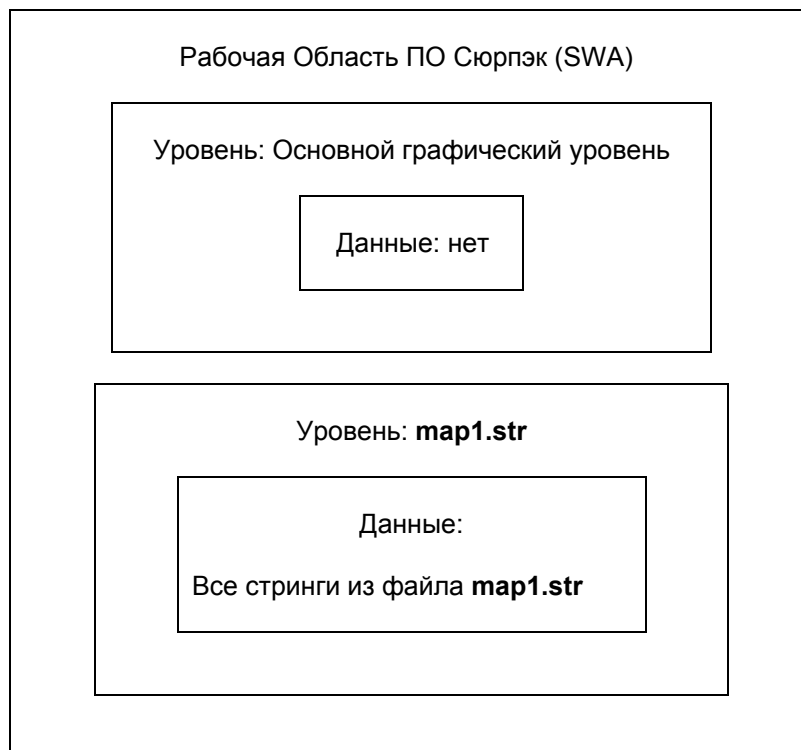 Рабочая Область ПО Сюрпэк (SWA)
Уровень: Основной графический уровень
Данные: нет
Уровень: map1.str
Данные:
Все стринги из файла map1.str